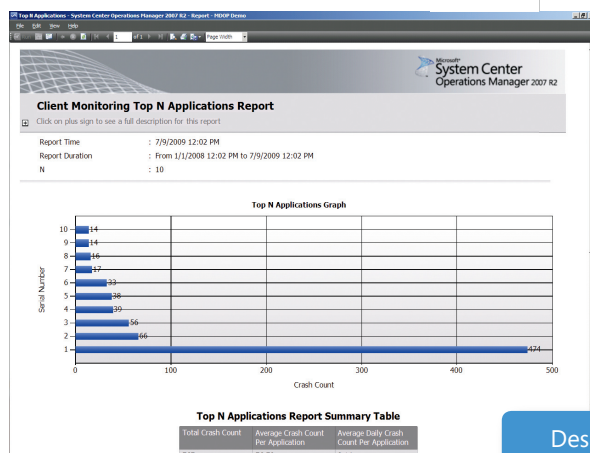 Top N Applications - System Center Operations Manager 2007 R2 - Report - MDOP Demo
File Edit View Help
1 of 1 Page Width
Microsoft
System Center
Operations Manager 2007 R2
Client Monitoring Top N Applications Report
Click on plus sign to see a full description for this report
Report Time : 7/9/2009 12:02 PM
Report Duration : From 1/1/2008 12:02 PM to 7/9/2009 12:02 PM
N : 10
Top N Applications Graph
Serial Number
10 14
9 14
8 16
7 17
6 33
5 38
4 39
3 56
2 66
1 474
0 100 200 300 400 500
Crash Count
Top N Applications Report Summary Table
Total Crash Count Average Crash Count Per Application Average Daily Crash Count Per Application
Des